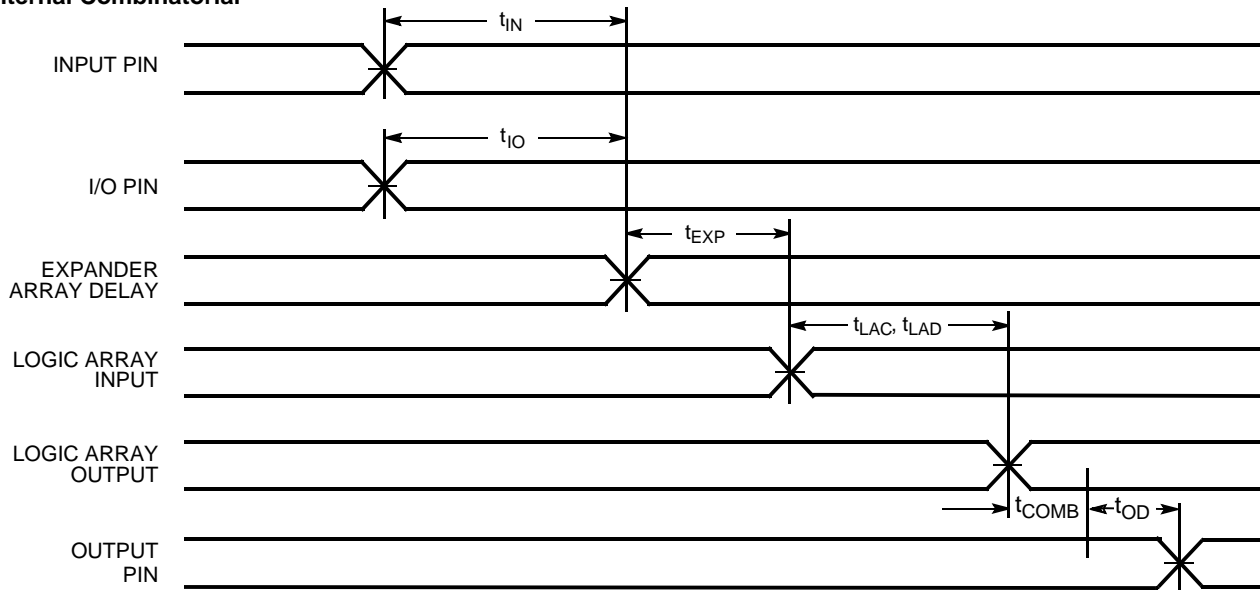 ternal Combinatorial
t_IN
INPUT PIN
t_IO
I/O PIN
t_EXP
EXPANDER
ARRAY DELAY
t_LAC, t_LAD
LOGIC ARRAY
INPUT
LOGIC ARRAY
OUTPUT
t_COMB t_OD
OUTPUT
PIN